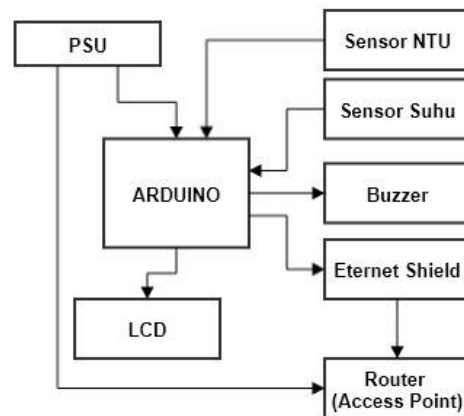 PSU
Sensor NTU
Sensor Suhu
ARDUINO
Buzzer
Eternet Shield
LCD
Router
(Access Point)